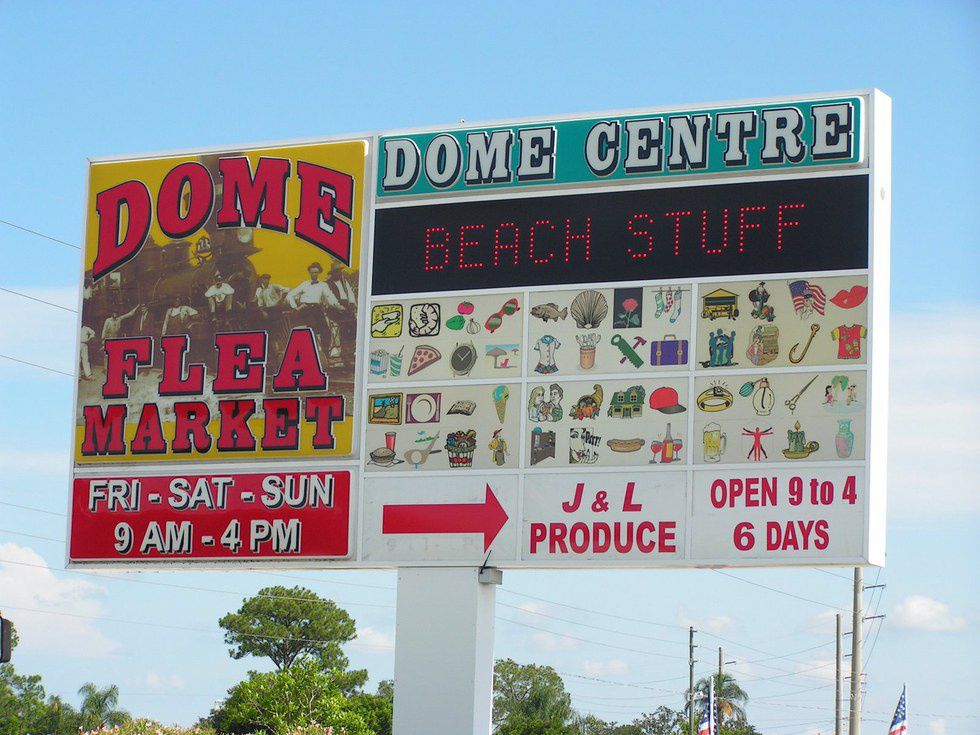 DOME
FLEA
MARKET
FRI - SAT - SUN
9 AM - 4 PM
DOME CENTRE
BEACH STUFF
J & L
PRODUCE
OPEN 9 to 4
6 DAYS